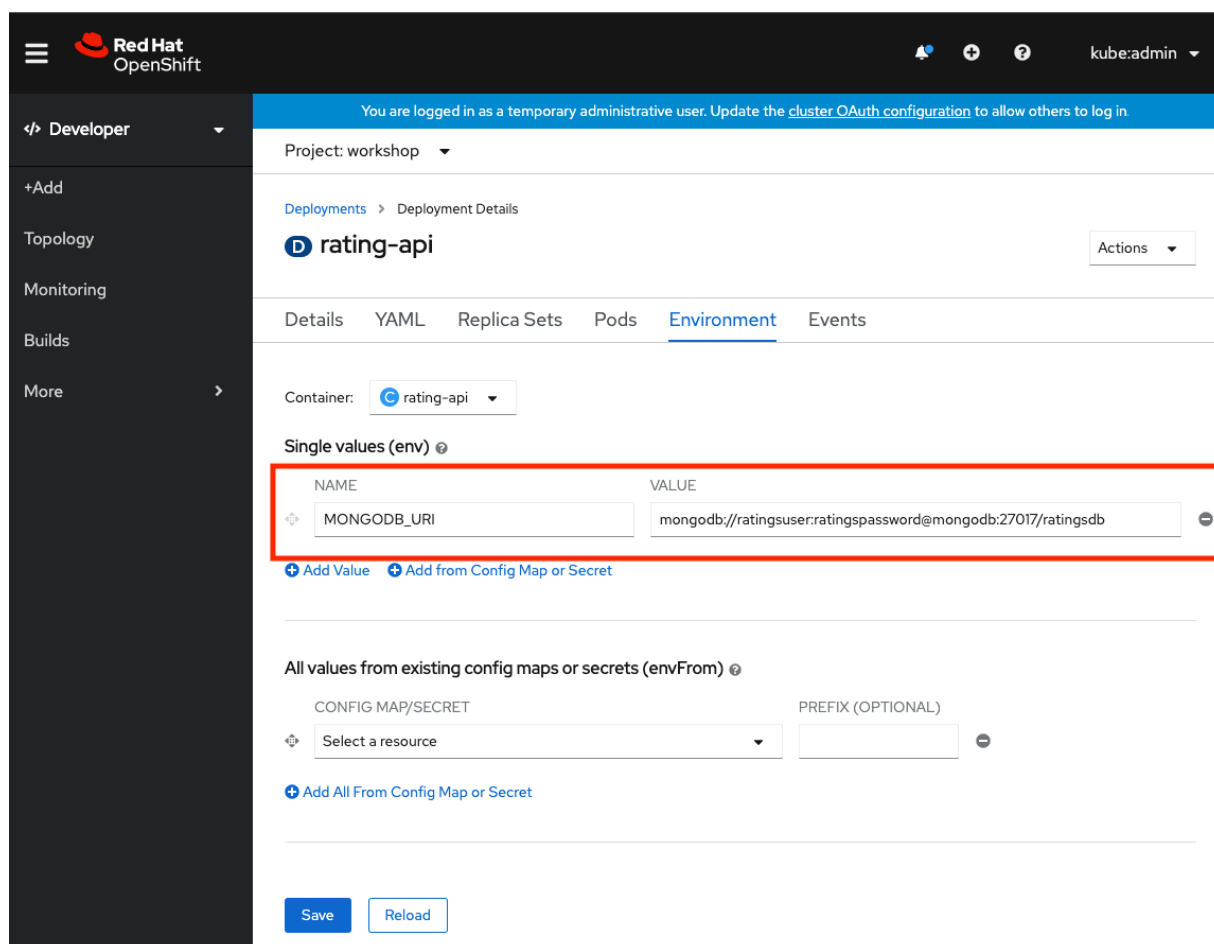 Red Hat
OpenShift
kube:admin
Developer
You are logged in as a temporary administrative user. Update the cluster OAuth configuration to allow others to log in.
Project: workshop
+Add
Topology
Monitoring
Builds
More
Deployments > Deployment Details
D rating-api
Actions
Details YAML Replica Sets Pods Environment Events
Container: C rating-api
Single values (env)
NAME VALUE
MONGODB_URI mongodb://ratingsuser:ratingspassword@mongodb:27017/ratingsdb
Add Value Add from Config Map or Secret
All values from existing config maps or secrets (envFrom)
CONFIG MAP/SECRET PREFIX (OPTIONAL)
Select a resource
Add All From Config Map or Secret
Save Reload